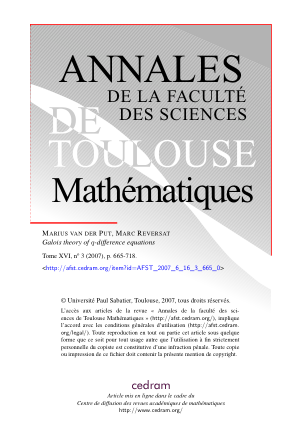 ANNALES
DE LA FACULTÉ
DES SCIENCES
DE
TOULOUSE
Mathématiques
MARIUS VAN DER PUT, MARC REVERSAT
Galois theory of q-difference equations
Tome XVI, nº 3 (2007), p. 665-718.
<http://afst.cedram.org/item?id=AFST_2007_6_16_3_665_0>
© Université Paul Sabatier, Toulouse, 2007, tous droits réservés.
L'accès aux articles de la revue « Annales de la faculté des sci-
ences de Toulouse Mathématiques » (http://afst.cedram.org/), implique
l'accord avec les conditions générales d'utilisation (http://afst.cedram.
org/legal/). Toute reproduction en tout ou partie cet article sous quelque
forme que ce soit pour tout usage autre que l'utilisation à fin strictement
personnelle du copiste est constitutive d'une infraction pénale. Toute copie
ou impression de ce fichier doit contenir la présente mention de copyright.
cedram
Article mis en ligne dans le cadre du
Centre de diffusion des revues académiques de mathématiques
http://www.cedram.org/